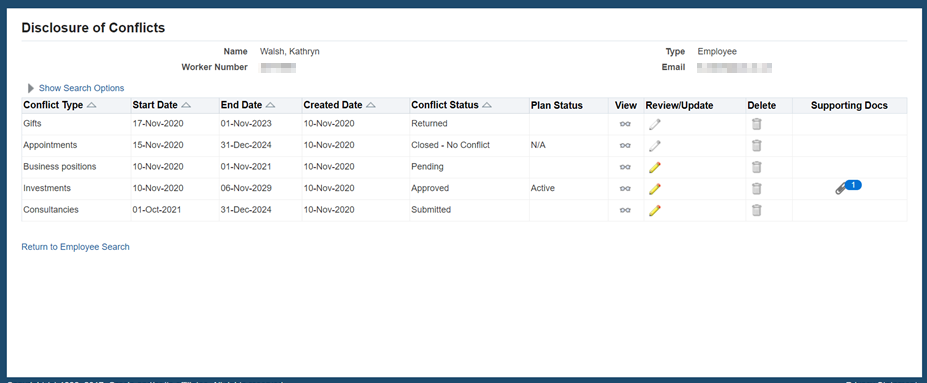 Disclosure of Conflicts
Name Walsh, Kathryn Type Employee
Worker Number Email
Show Search Options
Conflict Type Start Date End Date Created Date Conflict Status Plan Status View Review/Update Delete Supporting Docs
Gifts 17-Nov-2020 01-Nov-2023 10-Nov-2020 Returned
Appointments 15-Nov-2020 31-Dec-2024 10-Nov-2020 Closed - No Conflict N/A
Business positions 10-Nov-2020 01-Nov-2021 10-Nov-2020 Pending
Investments 10-Nov-2020 06-Nov-2029 10-Nov-2020 Approved Active 1
Consultancies 01-Oct-2021 31-Dec-2024 10-Nov-2020 Submitted
Return to Employee Search